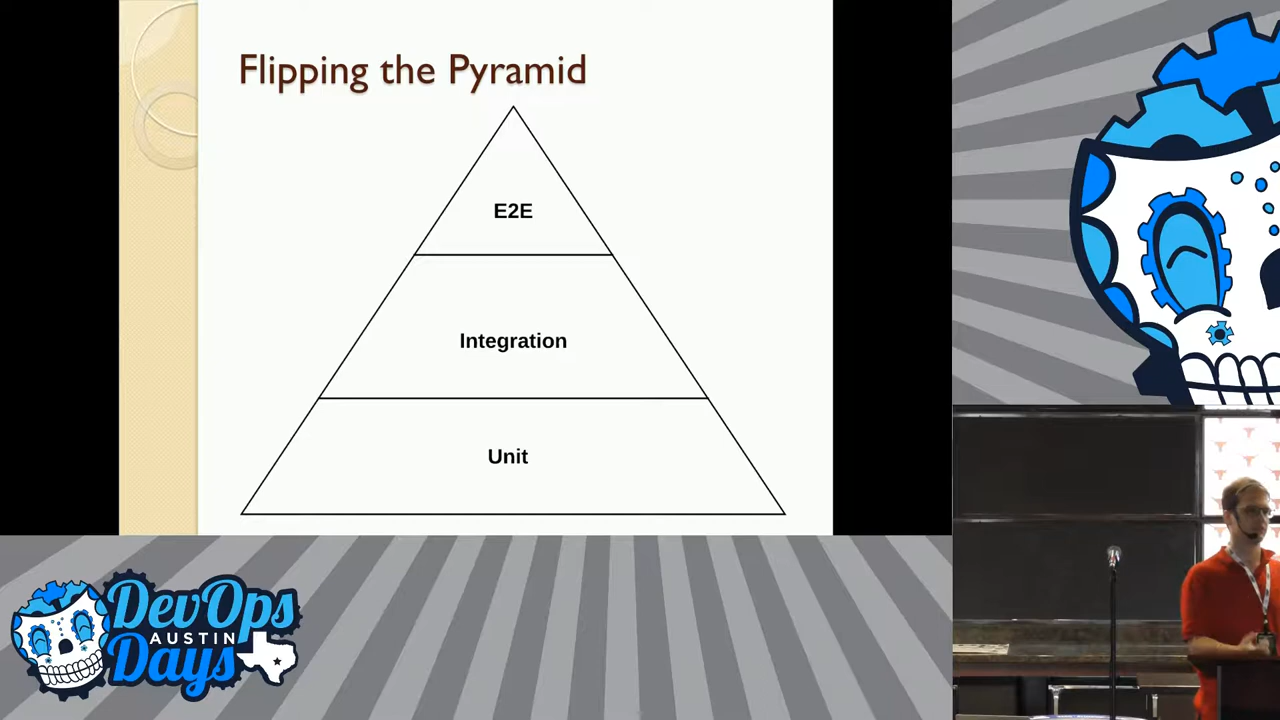 Flipping the Pyramid
E2E
Integration
Unit
DevOps
AUSTIN
Days